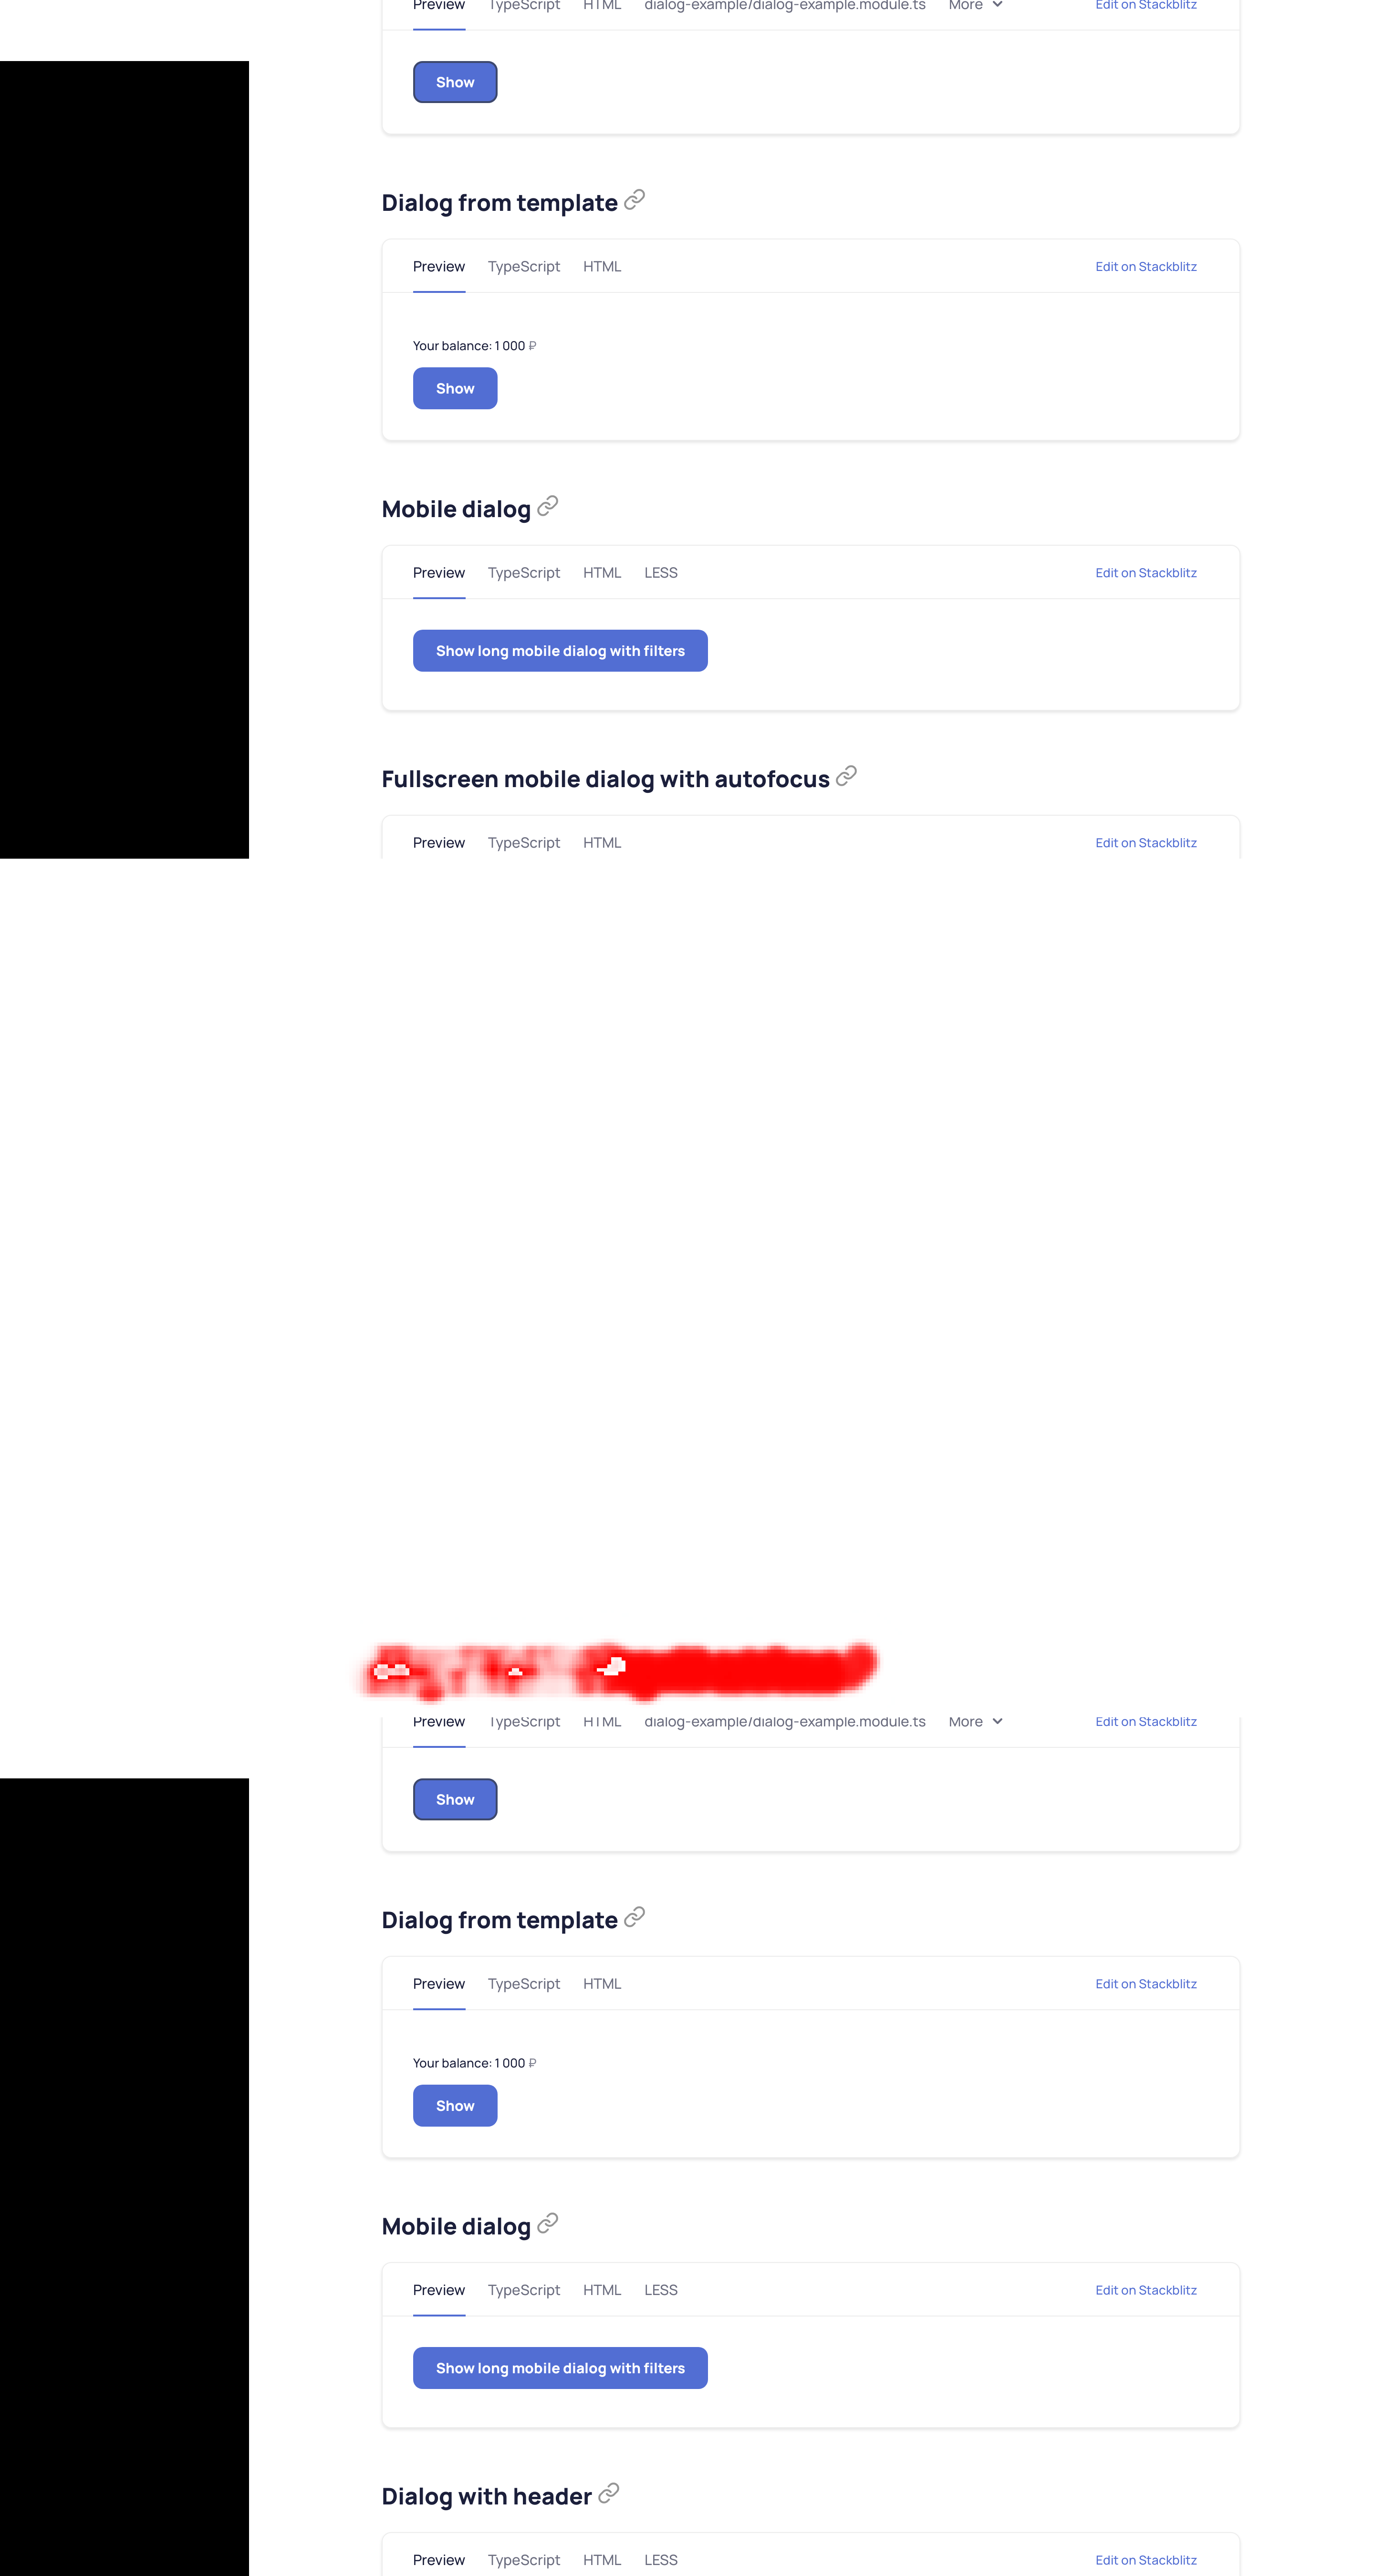 Preview TypeScript HTML dialog-example/dialog-example.module.ts More Edit on Stackblitz
Show
Dialog from template
Preview TypeScript HTML Edit on Stackblitz
Your balance: 1 000 ₽
Show
Mobile dialog
Preview TypeScript HTML LESS Edit on Stackblitz
Show long mobile dialog with filters
Fullscreen mobile dialog with autofocus
Preview TypeScript HTML Edit on Stackblitz
Preview TypeScript HTML dialog-example/dialog-example.module.ts More Edit on Stackblitz
Show
Dialog from template
Preview TypeScript HTML Edit on Stackblitz
Your balance: 1 000 ₽
Show
Mobile dialog
Preview TypeScript HTML LESS Edit on Stackblitz
Show long mobile dialog with filters
Dialog with header
Preview TypeScript HTML LESS Edit on Stackblitz